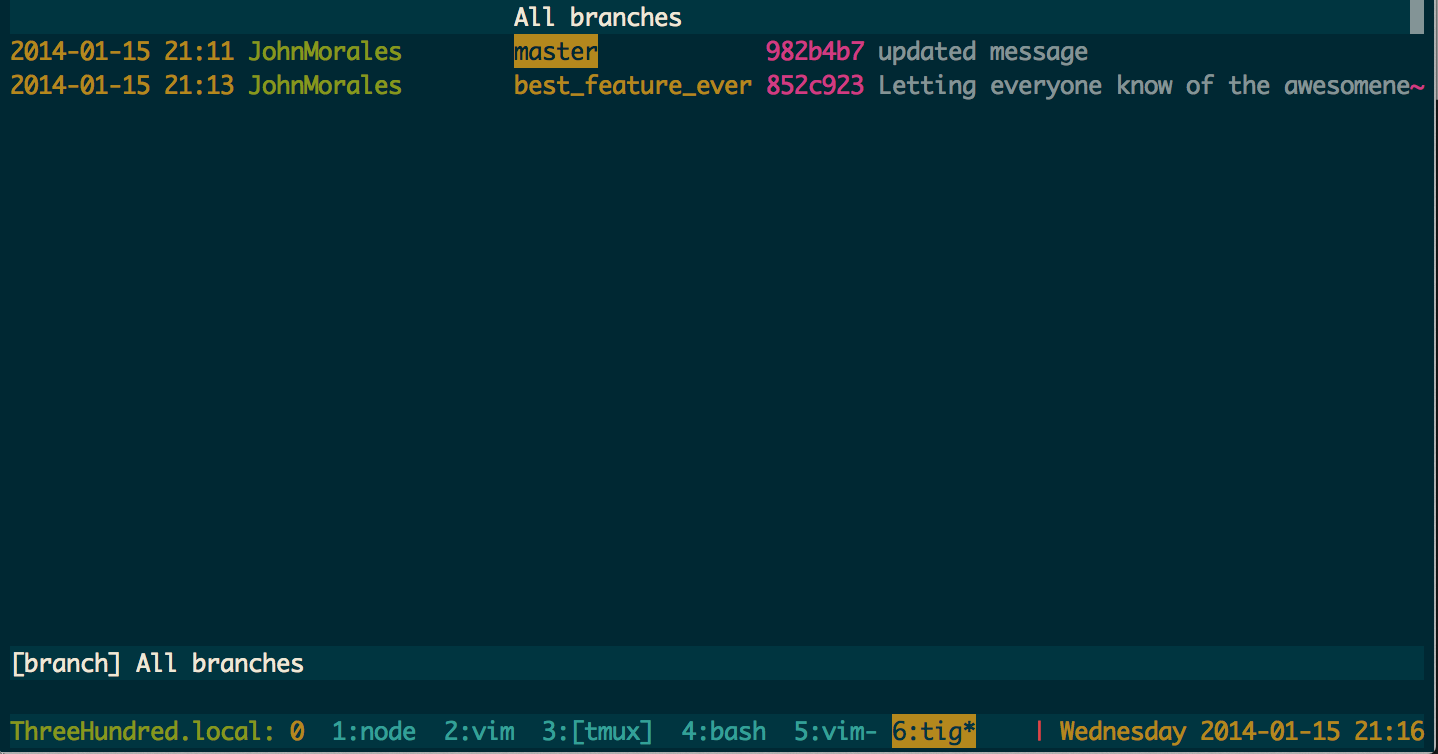 All branches
2014-01-15 21:11 JohnMorales master 982b4b7 updated message
2014-01-15 21:13 JohnMorales best_feature_ever 852c923 Letting everyone know of the awesomene~
[branch] All branches
ThreeHundred.local: 0 1:node 2:vim 3:[tmux] 4:bash 5:vim- 6:tig* | Wednesday 2014-01-15 21:16